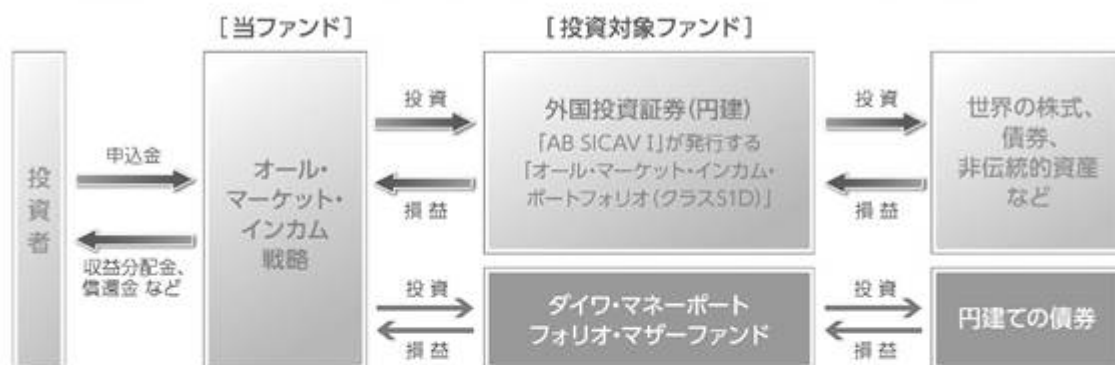 [当ファンド]
[投資対象ファンド]
投資者
申込金
収益分配金、
償還金 など
オール・
マーケット・
インカム
戦略
投資
損益
外国投資証券(円建)
「AB SICAV I」が発行する
「オール・マーケット・インカム・
ポートフォリオ(クラスS1D)」
投資
損益
世界の株式、
債券、
非伝統的資産
など
投資
損益
ダイワ・マネーポート
フォリオ・マザーファンド
投資
損益
円建ての債券